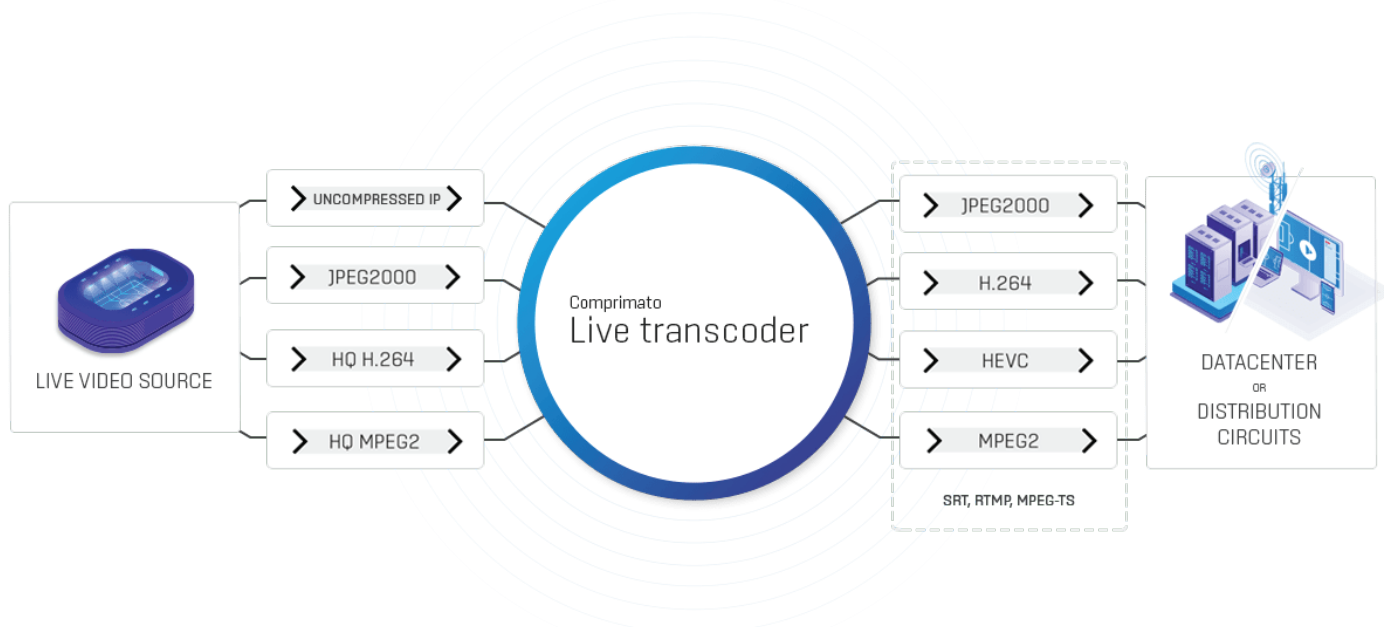 LIVE VIDEO SOURCE
UNCOMPRESSED IP
JPEG2000
HQ H.264
HQ MPEG2
Comprimato
Live transcoder
JPEG2000
H.264
HEVC
MPEG2
SRT, RTMP, MPEG-TS
DATACENTER
OR
DISTRIBUTION
CIRCUITS